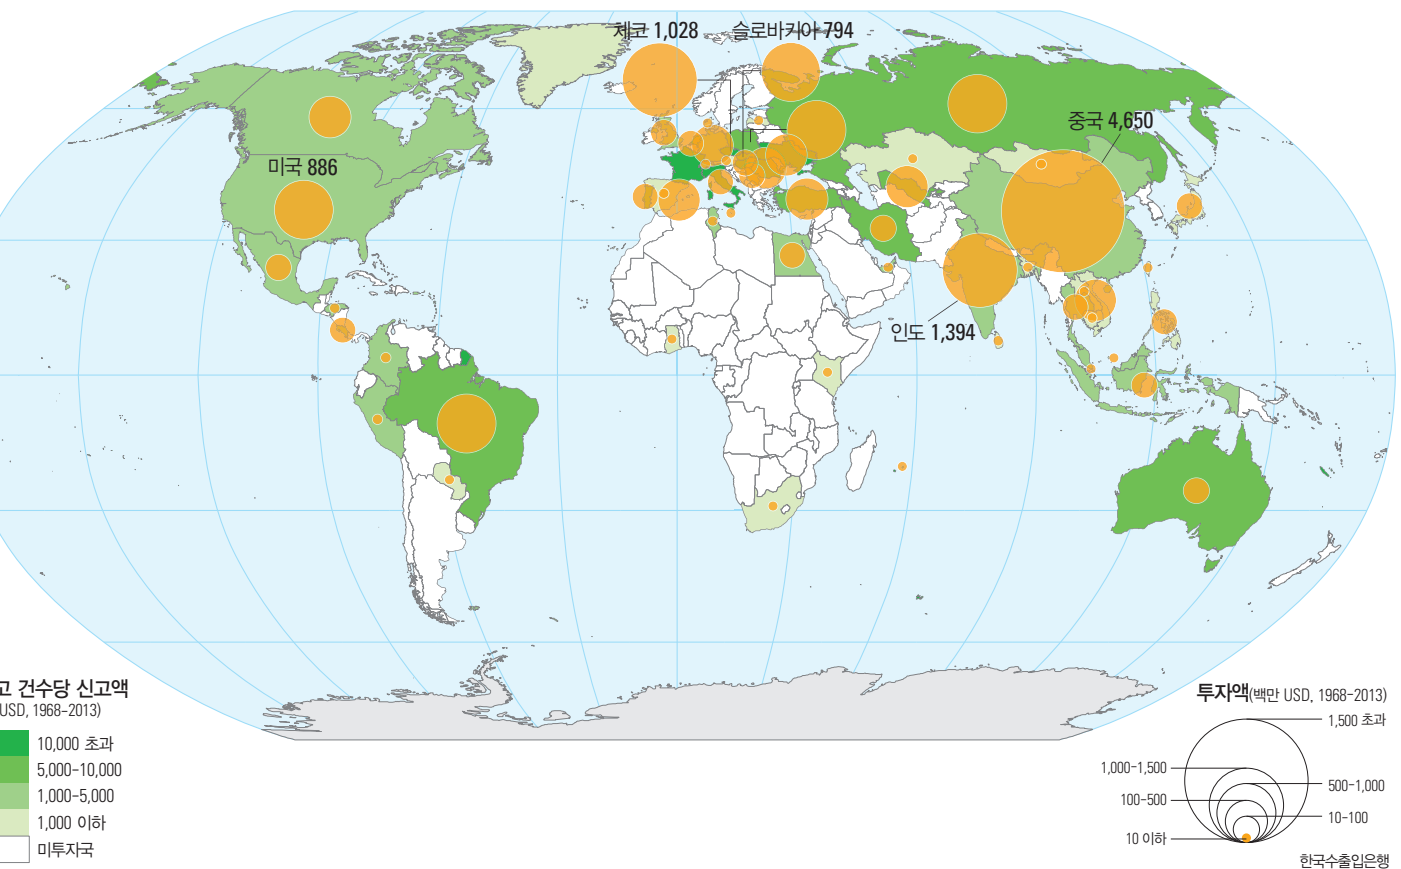 체코 1,028
슬로바키아 794
중국 4,650
미국 886
인도 1,394
고 건수당 신고액
USD, 1968-2013)
10,000 초과
5,000-10,000
1,000-5,000
1,000 이하
미투자국
투자액(백만 USD, 1968-2013)
1,500 초과
1,000-1,500
500-1,000
100-500
10-100
10 이하
한국수출입은행